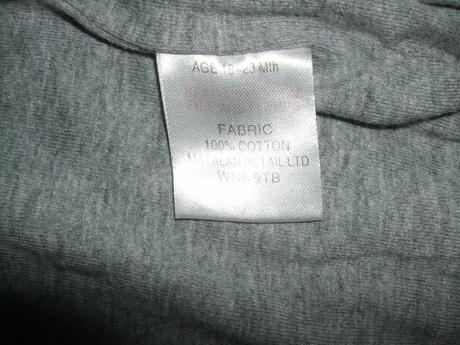 AGE 18-23 Mth
FABRIC
100% COTTON
MATALAN RETAIL LTD
WN8 9TB